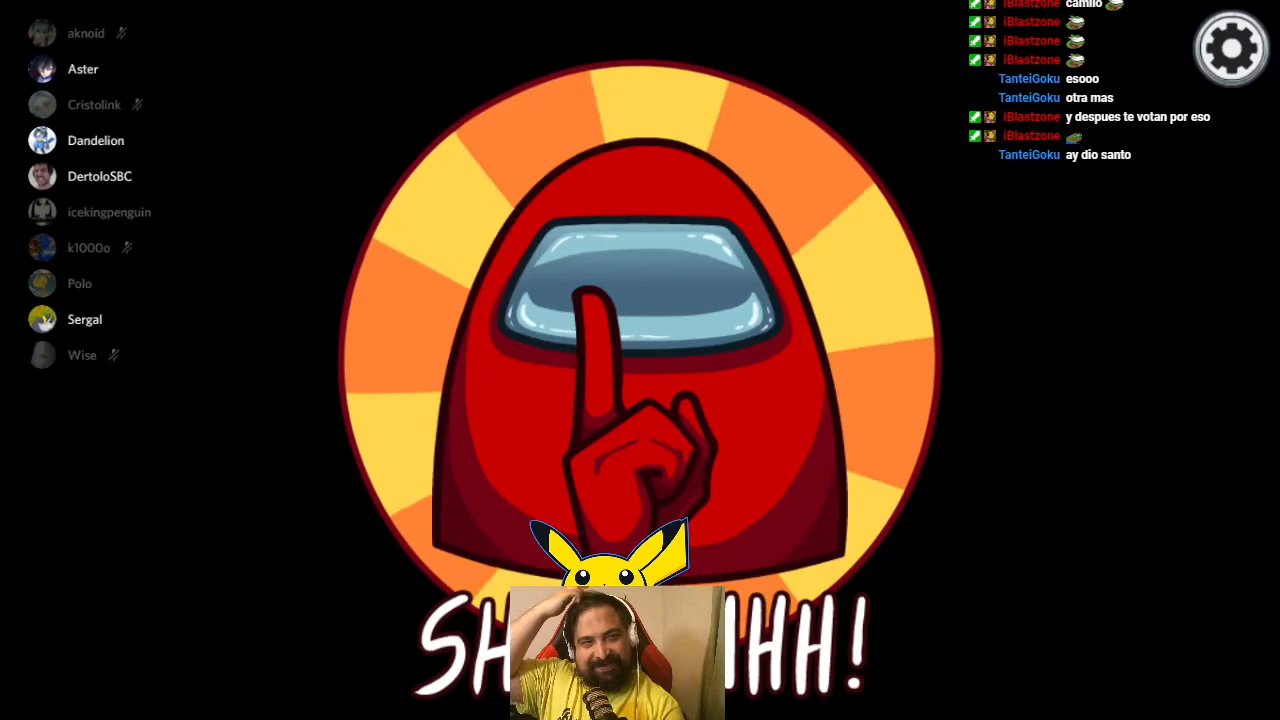 aknoid
Aster
Cristolink
Dandelion
DertoloSBC
icekingpenguin
k1000o
Polo
Sergal
Wise
iBlastzone camilo
iBlastzone
iBlastzone
iBlastzone
TanteiGoku esooo
TanteiGoku otra mas
iBlastzone y despues te votan por eso
iBlastzone
TanteiGoku ay dio santo
SH HH!